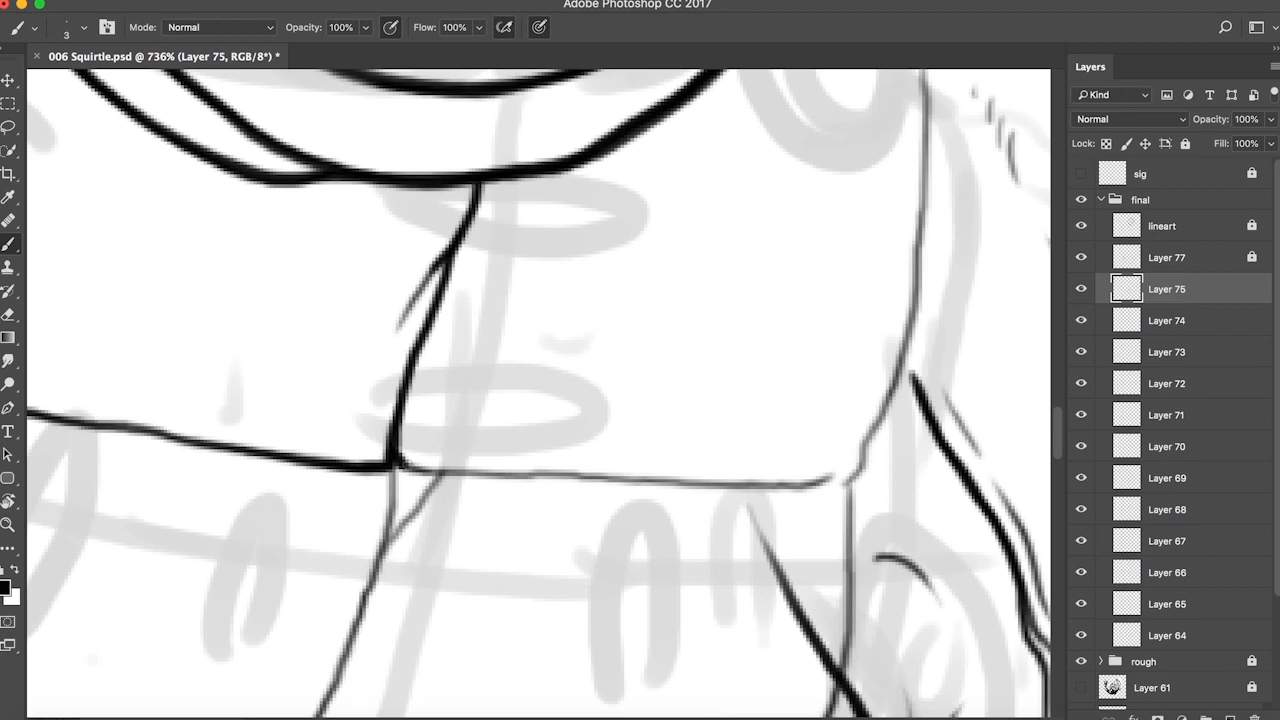 Adobe Photoshop CC 2017
3
Mode: Normal
Opacity: 100%
Flow: 100%
× 006 Squirtle.psd @ 736% (Layer 75, RGB/8*) *
Layers
Kind
Normal
Opacity: 100%
Lock:
Fill: 100%
sig
final
lineart
Layer 77
Layer 75
Layer 74
Layer 73
Layer 72
Layer 71
Layer 70
Layer 69
Layer 68
Layer 67
Layer 66
Layer 65
Layer 64
rough
Layer 61